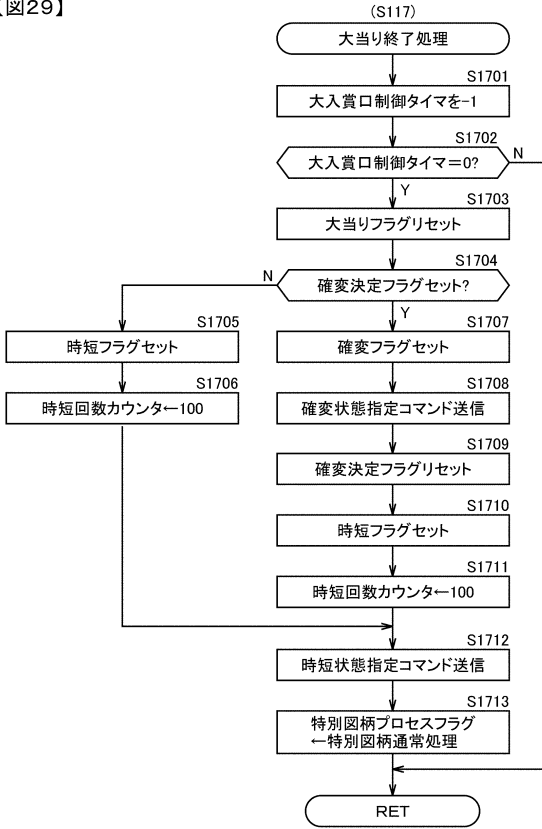 【図29】
(S117)
大当り終了処理
S1701
大入賞口制御タイマを-1
S1702
大入賞口制御タイマ＝0?
N
Y
S1703
大当りフラグリセット
S1704
確変決定フラグセット?
N
Y
S1705
時短フラグセット
S1706
時短回数カウンタ←100
S1707
確変フラグセット
S1708
確変状態指定コマンド送信
S1709
確変決定フラグリセット
S1710
時短フラグセット
S1711
時短回数カウンタ←100
S1712
時短状態指定コマンド送信
S1713
特別図柄プロセスフラグ
←特別図柄通常処理
RET